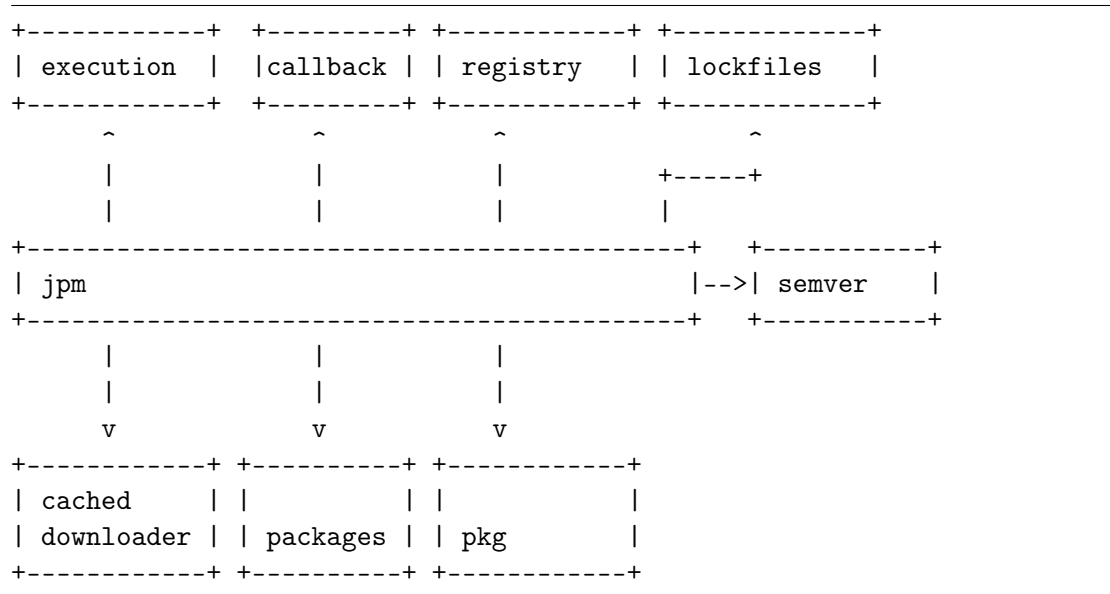 +------------+  +---------+ +------------+ +-------------+
| execution  |  |callback | | registry   | | lockfiles   |
+------------+  +---------+ +------------+ +-------------+
      ^             ^           ^                ^
      |             |           |          +-----+
      |             |           |          |
+--------------------------------------------+   +-----------+
| jpm                                        |-->| semver    |
+--------------------------------------------+   +-----------+
      |             |           |
      |             |           |
      v             v           v
+------------+ +----------+ +------------+
| cached     | |          | |            |
| downloader | | packages | | pkg        |
+------------+ +----------+ +------------+